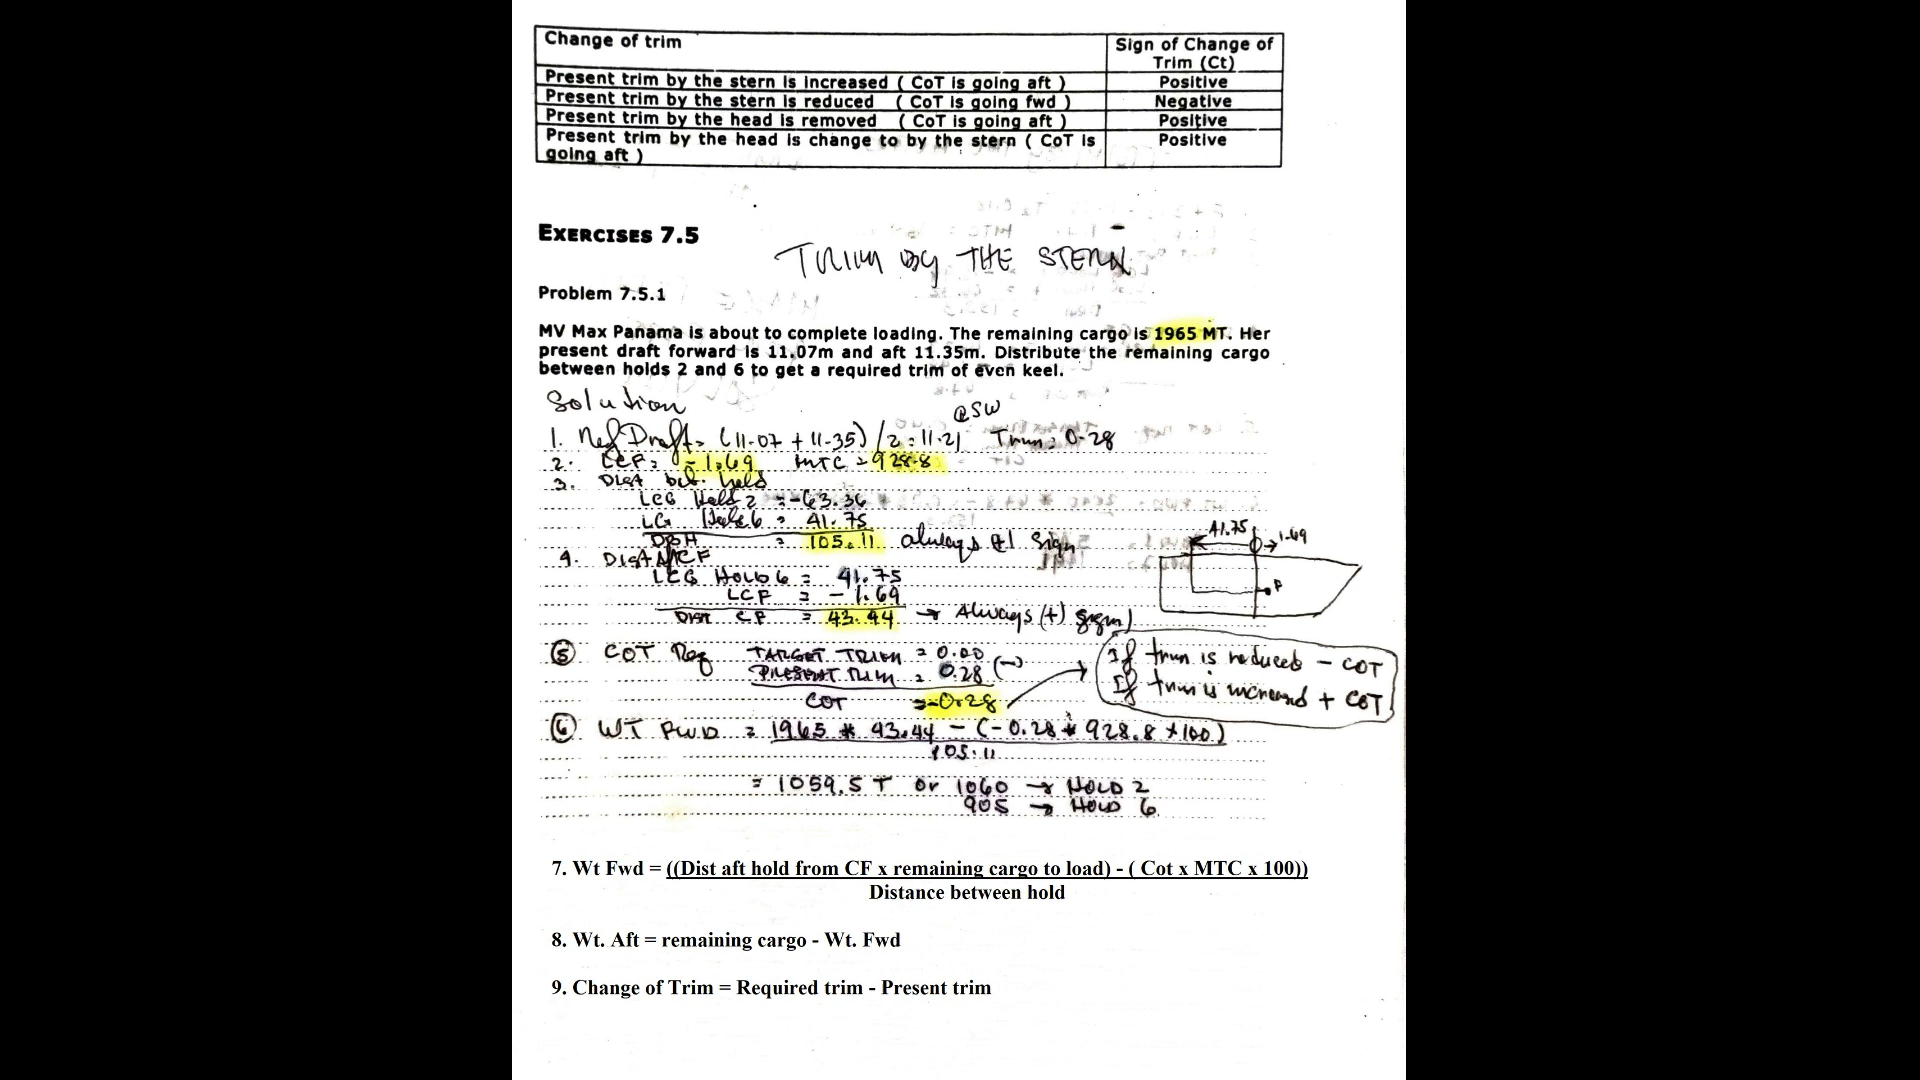 Change of trim
Sign of Change of Trim (Ct)
Present trim by the stern is increased ( CoT is going aft )
Positive
Present trim by the stern is reduced ( CoT is going fwd )
Negative
Present trim by the head is removed ( CoT is going aft )
Positive
Present trim by the head is change to by the stern ( CoT is going aft )
Positive
EXERCISES 7.5
TRIM BY THE STERN
Problem 7.5.1
MV Max Panama is about to complete loading. The remaining cargo is 1965 MT. Her
present draft forward is 11.07m and aft 11.35m. Distribute the remaining cargo
between holds 2 and 6 to get a required trim of even keel.
Solution
@SW
1. Draft = (11.07 + 11.35) / 2 = 11.21 Trim = 0.28
2. LCF = -1.69 MTC = 928.8
3. Dist bet. hold
LCG Hold 2 = -63.36
LCG Hold 6 = 41.75
DBH = 105.11 always (+) sign
41.75
1.69
4. DIST CF
LCG HOLD 6 = 41.75
LCF = - 1.69
F
DIST CF = 43.44 → Always (+) sign
5 COT Req TARGET TRIM = 0.00
PRESENT TRIM = 0.28 (-)
COT = -0.28
If trim is reduced - COT
If trim is increased + COT
6 WT FWD = 1965 * 43.44 - (-0.28 * 928.8 * 100)
105.11
= 1059.5 T or 1060 → HOLD 2
905 → HOLD 6
7. Wt Fwd = ((Dist aft hold from CF x remaining cargo to load) - ( Cot x MTC x 100))
Distance between hold
8. Wt. Aft = remaining cargo - Wt. Fwd
9. Change of Trim = Required trim - Present trim